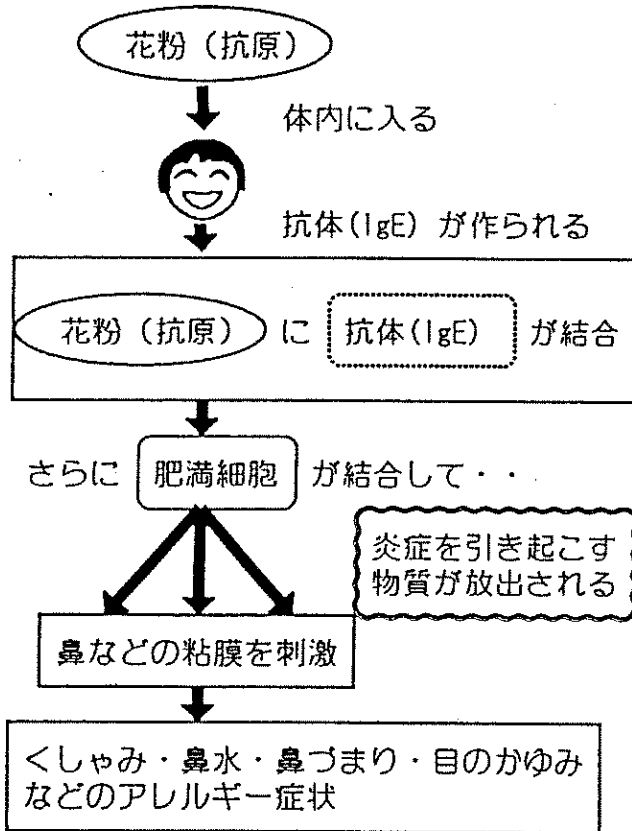 花粉（抗原）
体内に入る
抗体(IgE) が作られる
花粉（抗原） に 抗体(IgE) が結合
さらに 肥満細胞 が結合して・・
炎症を引き起こす
物質が放出される
鼻などの粘膜を刺激
くしゃみ・鼻水・鼻づまり・目のかゆみ
などのアレルギー症状